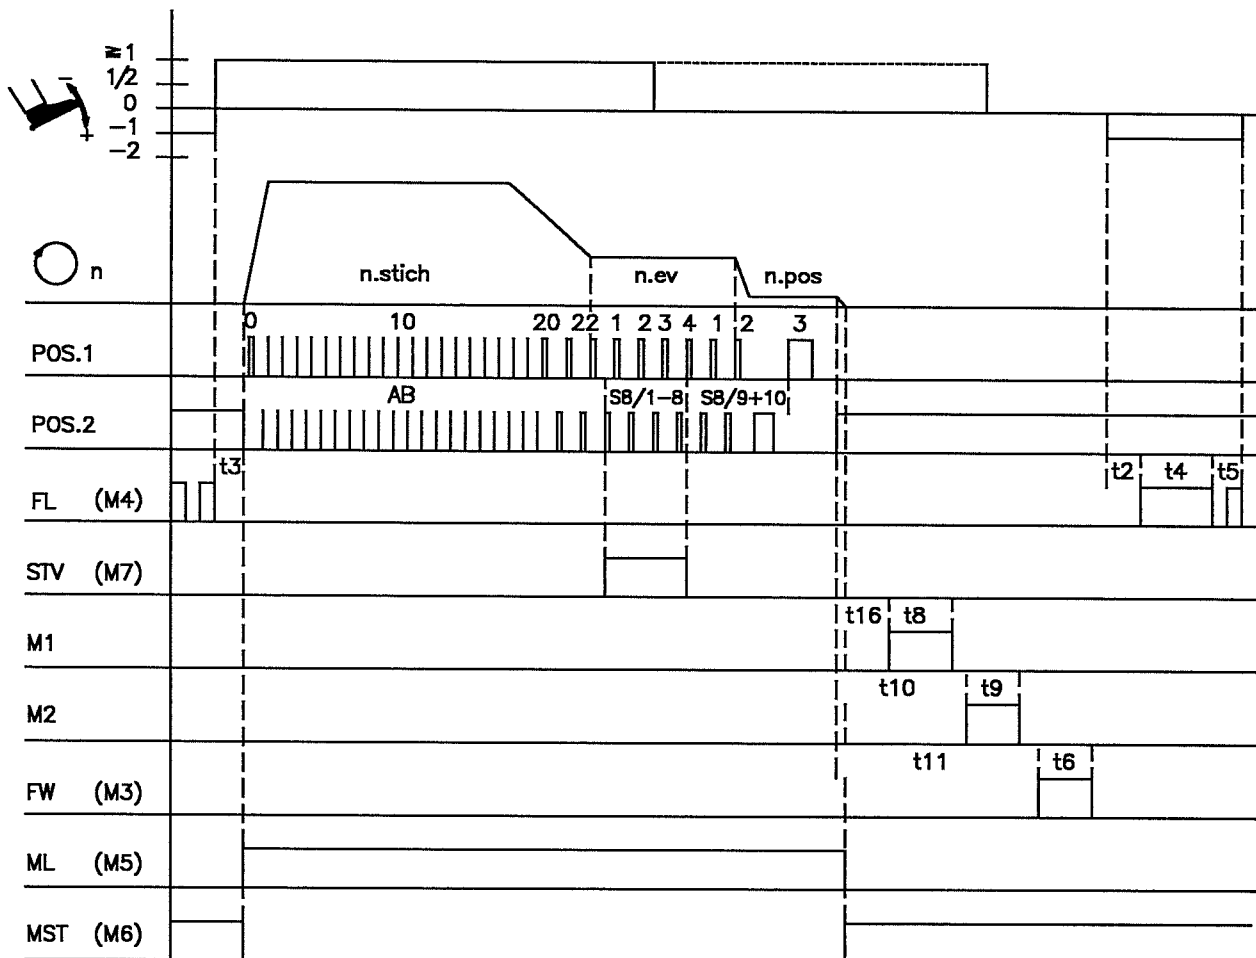 ≥1
1/2
0
−1
−2
−
+
n
n.stich n.ev n.pos
0 10 20 22 1 2 3 4 1 2 3
POS.1
AB S8/1−8 S8/9+10
POS.2
t3 t2 t4 t5
FL (M4)
STV (M7)
t16 t8
M1
t10 t9
M2
t11 t6
FW (M3)
ML (M5)
MST (M6)